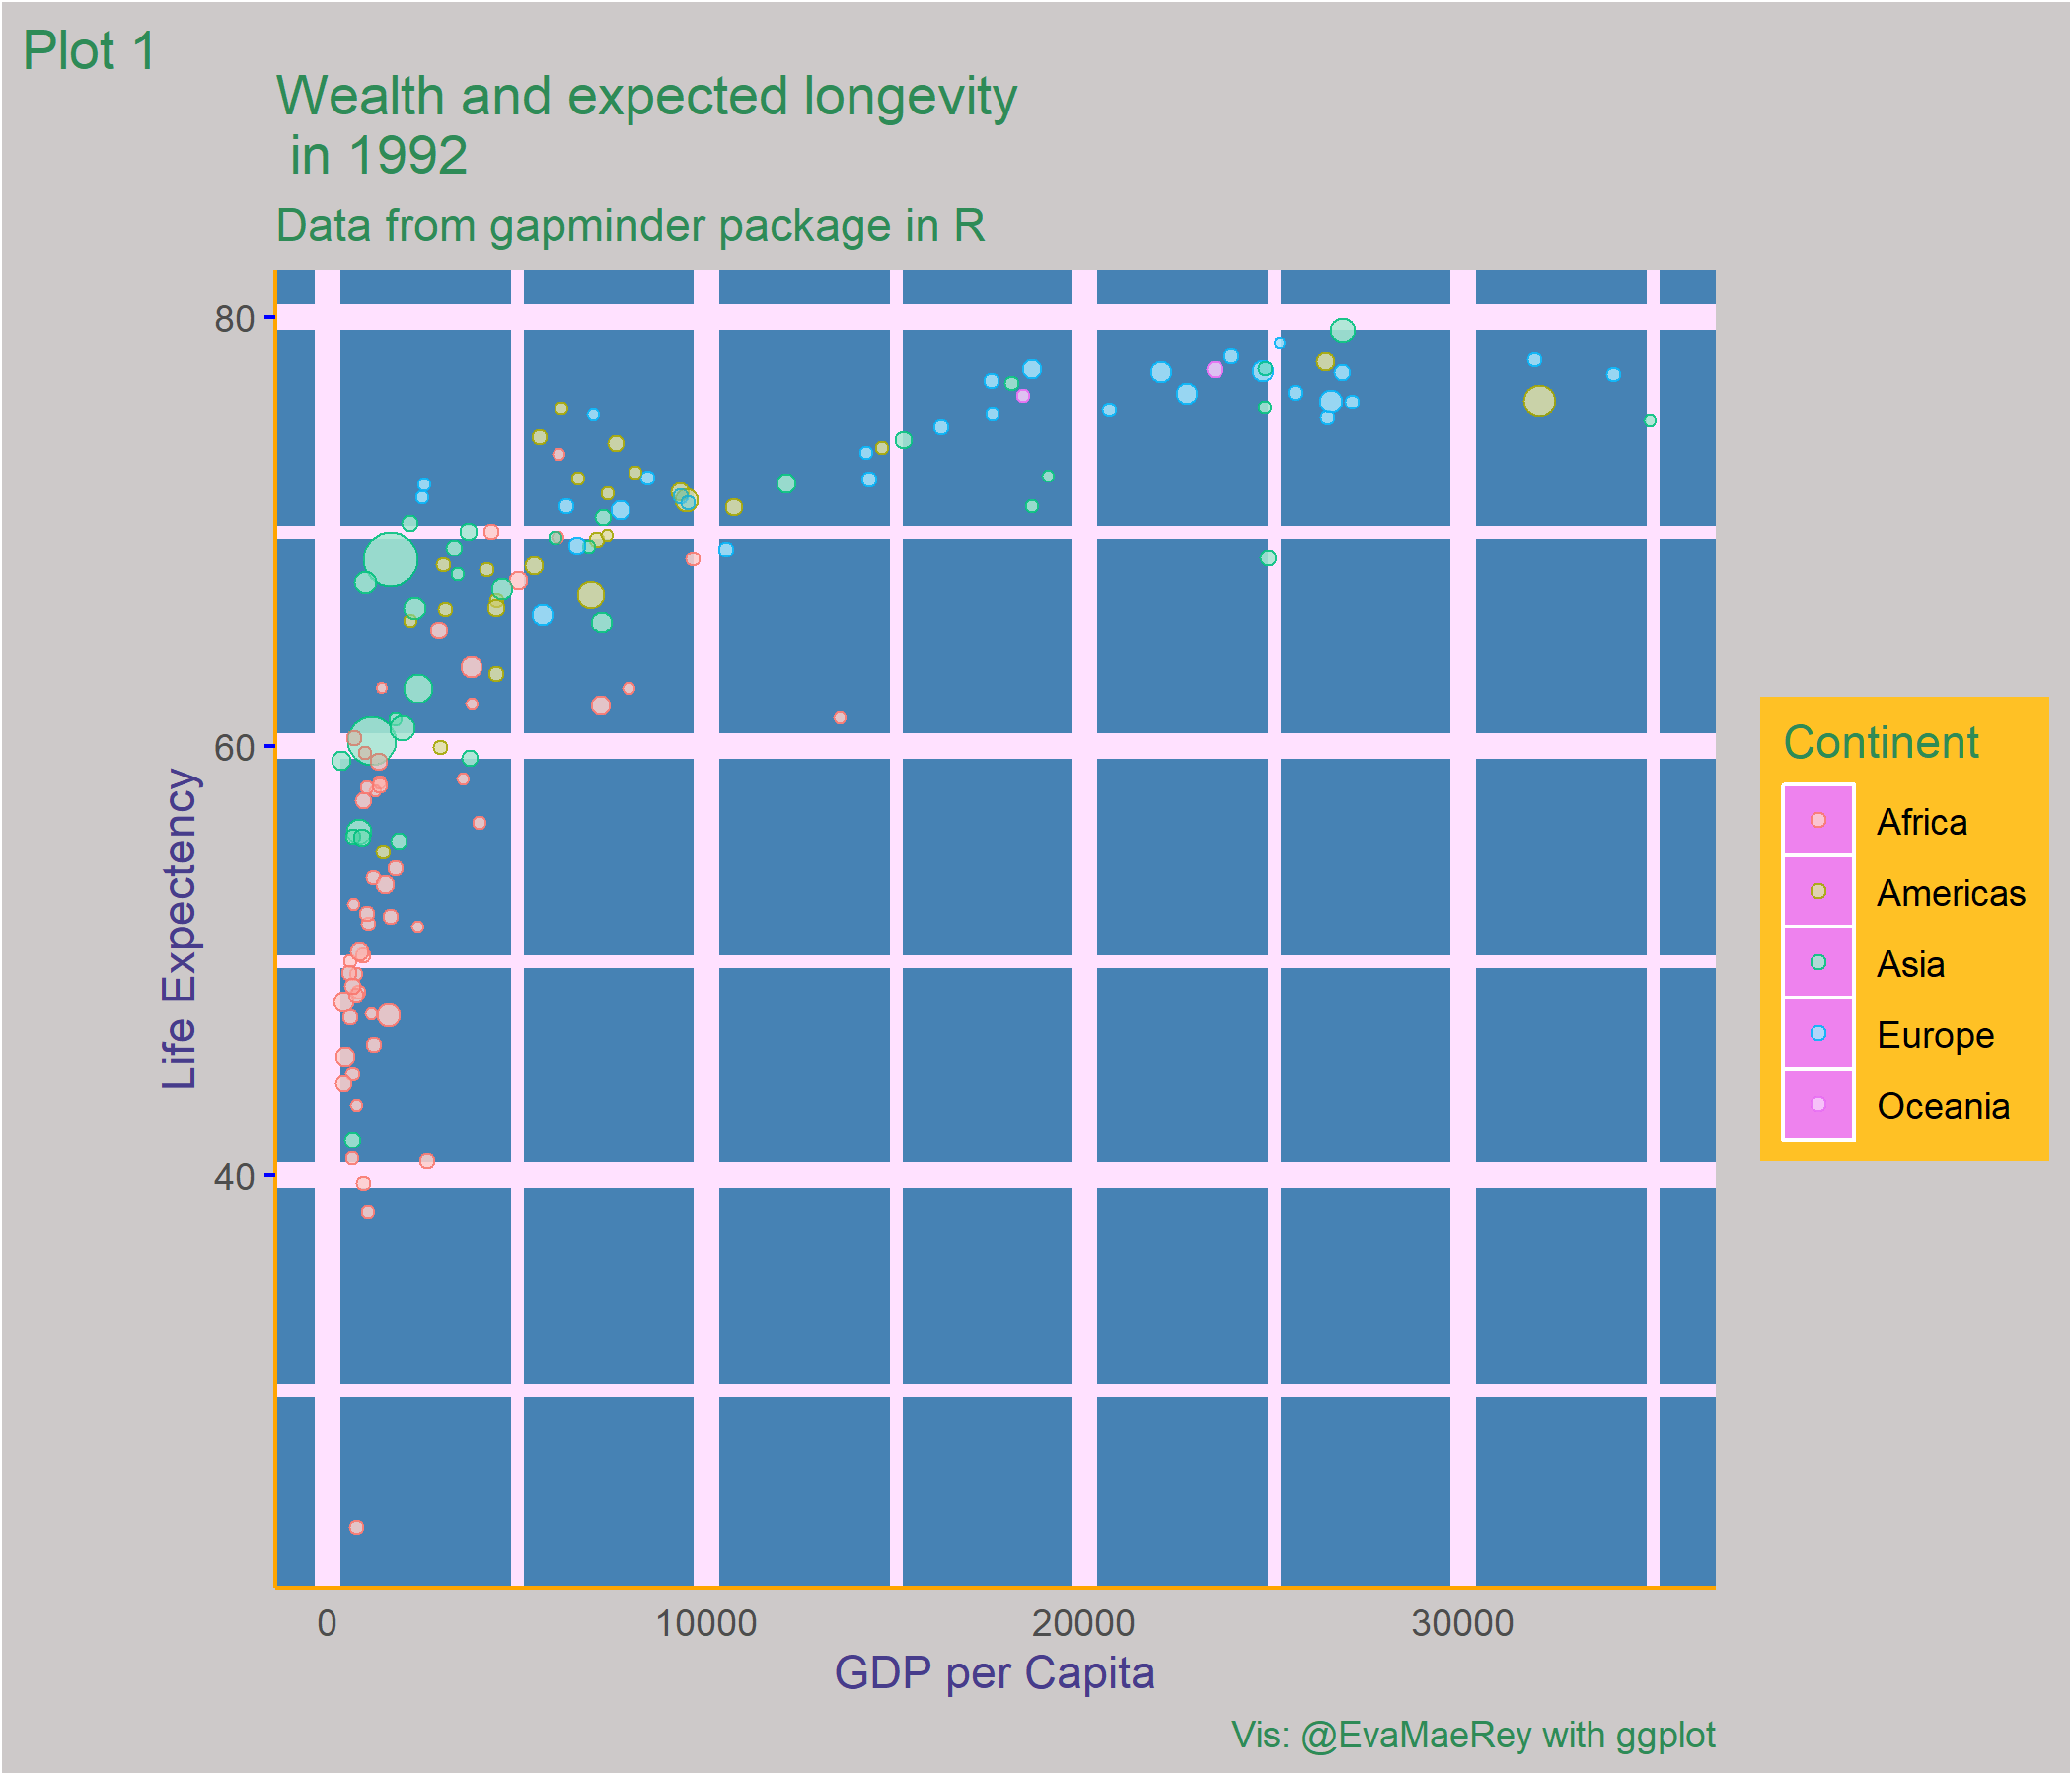 Plot 1
Wealth and expected longevity
in 1992
Data from gapminder package in R
80
60
40
Life Expectency
0 10000 20000 30000
GDP per Capita
Continent
Africa
Americas
Asia
Europe
Oceania
Vis: @EvaMaeRey with ggplot